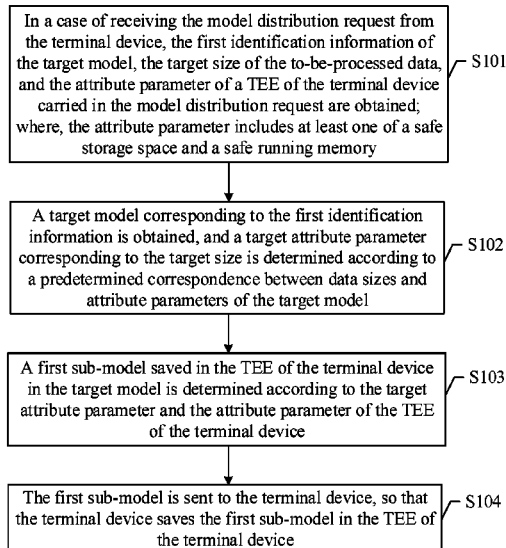 In a case of receiving the model distribution request from
the terminal device, the first identification information of
the target model, the target size of the to-be-processed data,
and the attribute parameter of a TEE of the terminal device
carried in the model distribution request are obtained;
where, the attribute parameter includes at least one of a safe
storage space and a safe running memory
S101
A target model corresponding to the first identification
information is obtained, and a target attribute parameter
corresponding to the target size is determined according to
a predetermined correspondence between data sizes and
attribute parameters of the target model
S102
A first sub-model saved in the TEE of the terminal device
in the target model is determined according to the target
attribute parameter and the attribute parameter of the TEE
of the terminal device
S103
The first sub-model is sent to the terminal device, so that
the terminal device saves the first sub-model in the TEE of
the terminal device
S104